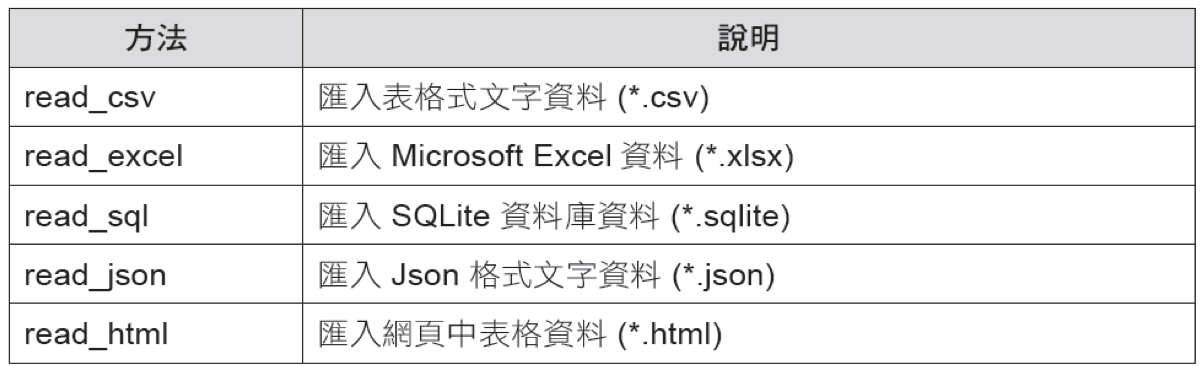 方法 說明
read_csv 匯入表格式文字資料 (*.csv)
read_excel 匯入 Microsoft Excel 資料 (*.xlsx)
read_sql 匯入 SQLite 資料庫資料 (*.sqlite)
read_json 匯入 Json 格式文字資料 (*.json)
read_html 匯入網頁中表格資料 (*.html)